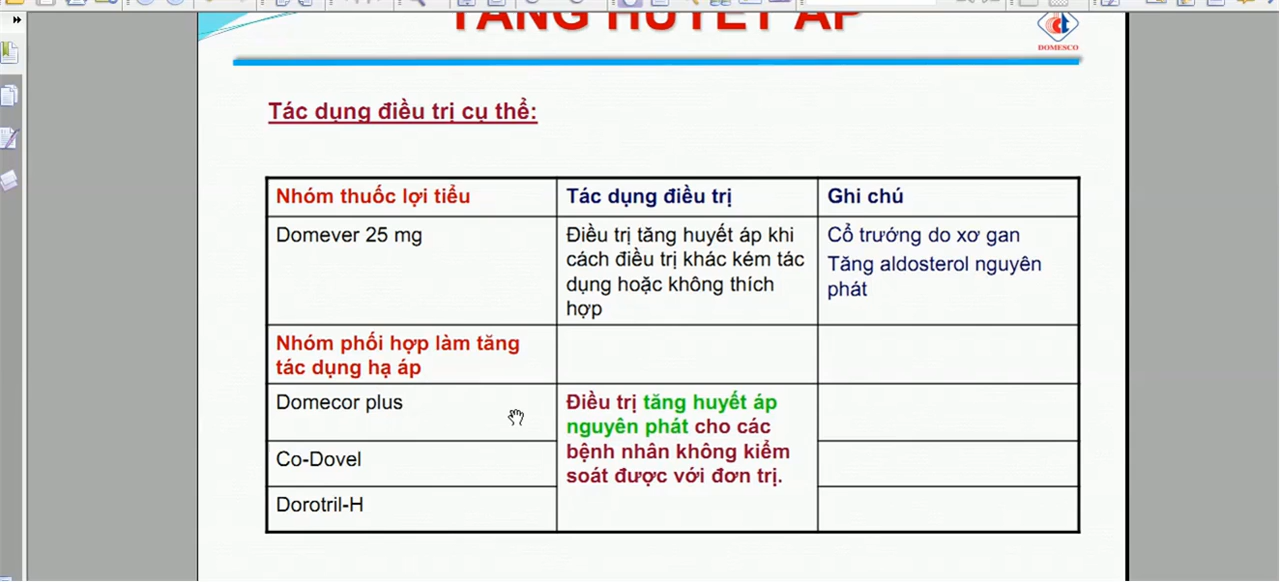 TĂNG HUYẾT ÁP
DOMESCO
Tác dụng điều trị cụ thể:
Nhóm thuốc lợi tiểu
Tác dụng điều trị
Ghi chú
Domever 25 mg
Điều trị tăng huyết áp khi
cách điều trị khác kém tác
dụng hoặc không thích
hợp
Cổ trướng do xơ gan
Tăng aldosterol nguyên
phát
Nhóm phối hợp làm tăng
tác dụng hạ áp
Domecor plus
Điều trị tăng huyết áp
nguyên phát cho các
bệnh nhân không kiểm
soát được với đơn trị.
Co-Dovel
Dorotril-H